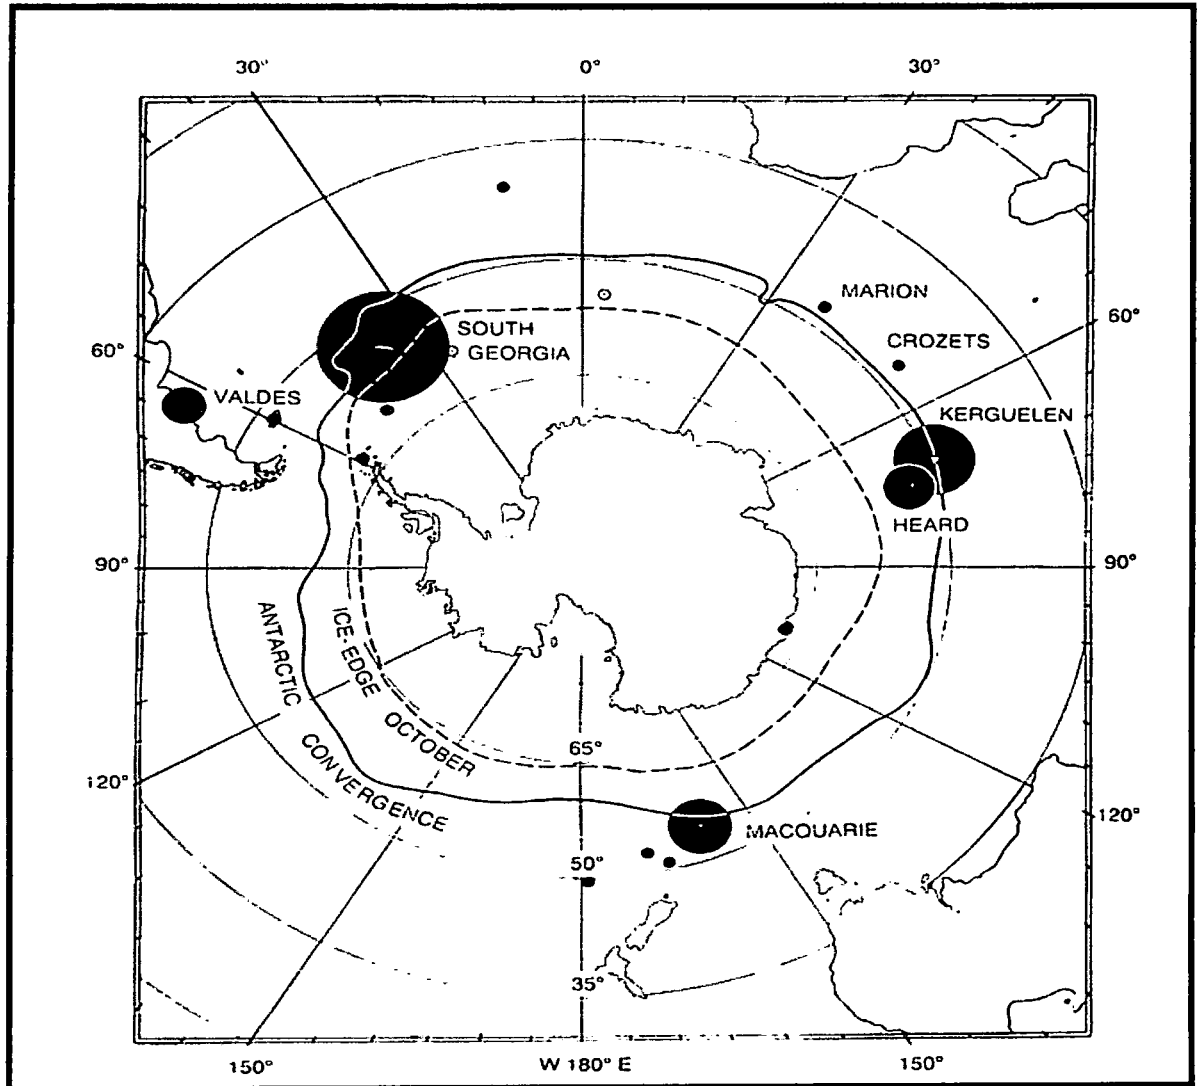 30°
0°
30°
MARION
60°
CROZETS
SOUTH
GEORGIA
60°
VALDES
KERGUELEN
HEARD
90°
90°
ANTARCTIC
CONVERGENCE
ICE EDGE
OCTOBER
65°
120°
120°
MACOUARIE
50°
35°
150°
W 180° E
150°